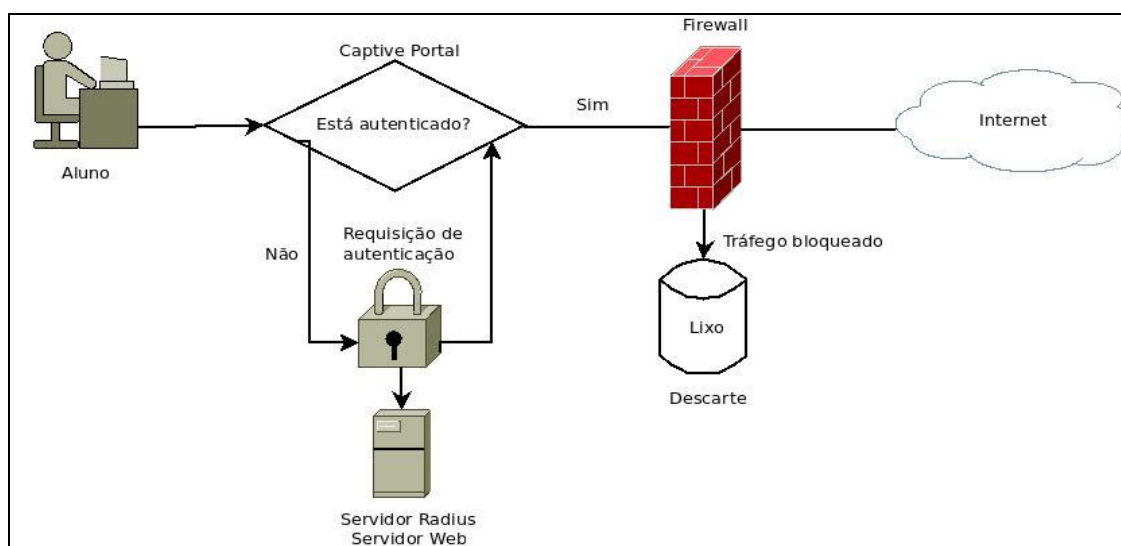 Firewall
Captive Portal
Sim
Está autenticado?
Internet
Aluno
Não
Requisição de
autenticação
Tráfego bloqueado
Lixo
Descarte
Servidor Radius
Servidor Web